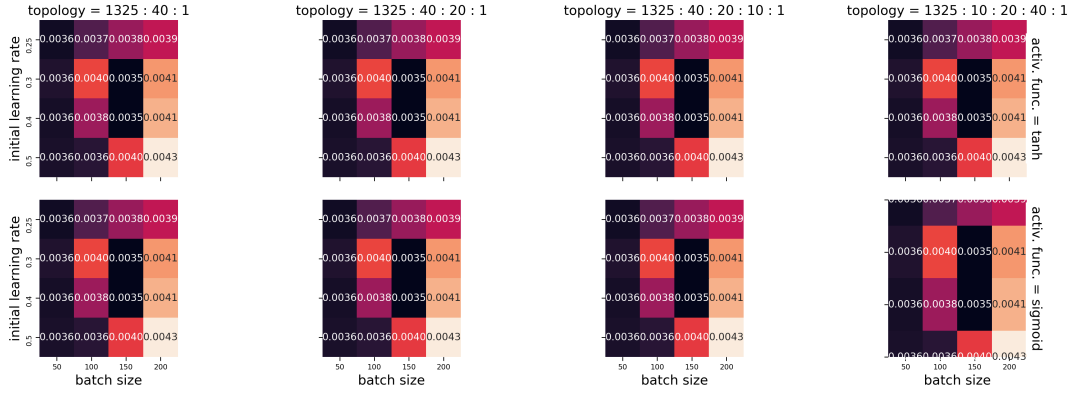 topology = 1325 : 40 : 1
topology = 1325 : 40 : 20 : 1
topology = 1325 : 40 : 20 : 10 : 1
topology = 1325 : 10 : 20 : 40 : 1
initial learning rate
0.25
0.3
0.4
0.5
0.0036 0.0037 0.0038 0.0039
0.0036 0.0040 0.0035 0.0041
0.0036 0.0038 0.0035 0.0041
0.0036 0.0036 0.0040 0.0043
0.0036 0.0037 0.0038 0.0039
0.0036 0.0040 0.0035 0.0041
0.0036 0.0038 0.0035 0.0041
0.0036 0.0036 0.0040 0.0043
0.0036 0.0037 0.0038 0.0039
0.0036 0.0040 0.0035 0.0041
0.0036 0.0038 0.0035 0.0041
0.0036 0.0036 0.0040 0.0043
0.0036 0.0037 0.0038 0.0039
0.0036 0.0040 0.0035 0.0041
0.0036 0.0038 0.0035 0.0041
0.0036 0.0036 0.0040 0.0043
activ. func. = tanh
initial learning rate
0.25
0.3
0.4
0.5
0.0036 0.0037 0.0038 0.0039
0.0036 0.0040 0.0035 0.0041
0.0036 0.0038 0.0035 0.0041
0.0036 0.0036 0.0040 0.0043
50 100 150 200
batch size
0.0036 0.0037 0.0038 0.0039
0.0036 0.0040 0.0035 0.0041
0.0036 0.0038 0.0035 0.0041
0.0036 0.0036 0.0040 0.0043
50 100 150 200
batch size
0.0036 0.0037 0.0038 0.0039
0.0036 0.0040 0.0035 0.0041
0.0036 0.0038 0.0035 0.0041
0.0036 0.0036 0.0040 0.0043
50 100 150 200
batch size
0.0036 0.0037 0.0038 0.0039
0.0036 0.0040 0.0035 0.0041
0.0036 0.0038 0.0035 0.0041
0.0036 0.0036 0.0040 0.0043
50 100 150 200
batch size
activ. func. = sigmoid